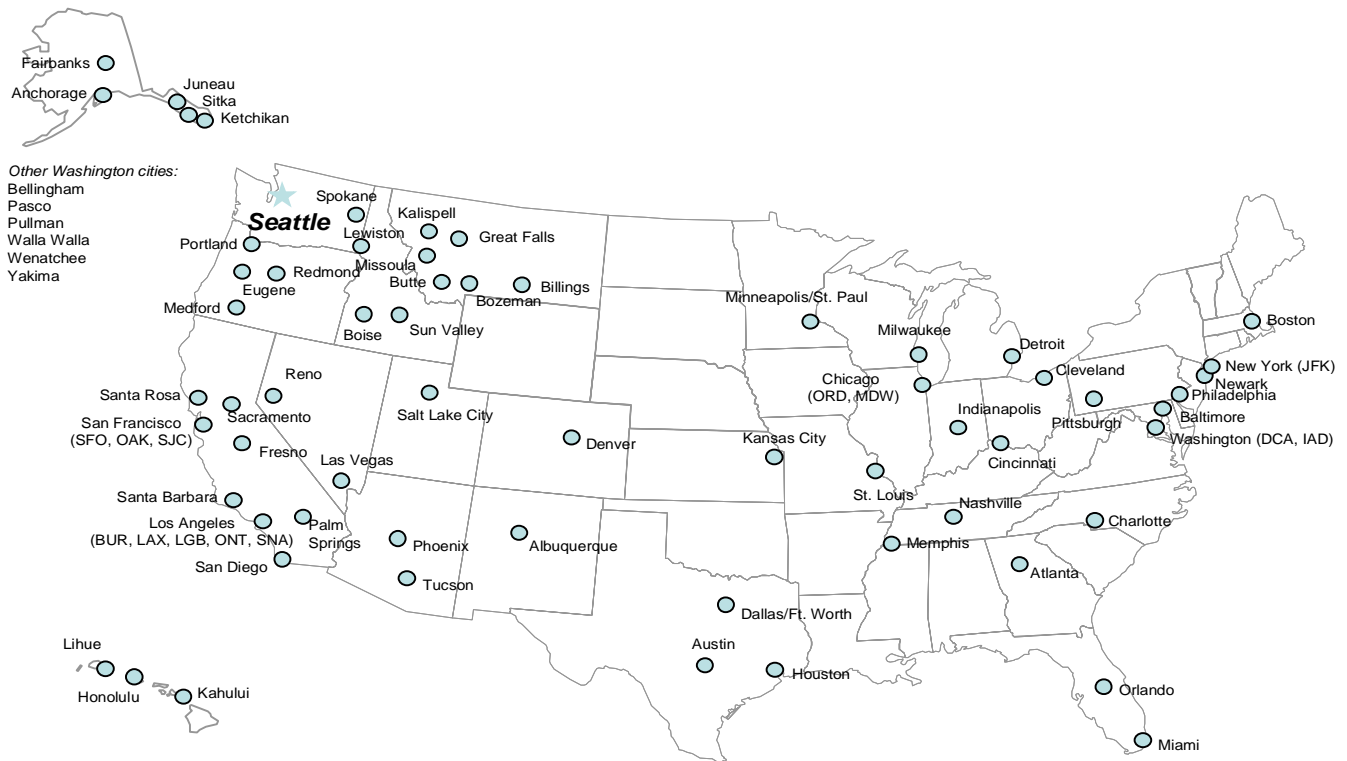 Fairbanks
Anchorage
Juneau
Sitka
Ketchikan
Other Washington cities:
Bellingham
Pasco
Pullman
Walla Walla
Wenatchee
Yakima
Seattle
Spokane
Portland
Lewiston
Kalispell
Great Falls
Missoula
Redmond
Eugene
Butte
Bozeman
Billings
Medford
Boise
Sun Valley
Minneapolis/St. Paul
Milwaukee
Detroit
Boston
Cleveland
New York (JFK)
Newark
Philadelphia
Chicago
(ORD, MDW)
Indianapolis
Pittsburgh
Baltimore
Washington (DCA, IAD)
Reno
Santa Rosa
Sacramento
San Francisco
(SFO, OAK, SJC)
Fresno
Salt Lake City
Denver
Kansas City
Cincinnati
Las Vegas
St. Louis
Nashville
Santa Barbara
Los Angeles
(BUR, LAX, LGB, ONT, SNA)
Palm
Springs
San Diego
Phoenix
Tucson
Albuquerque
Memphis
Charlotte
Atlanta
Dallas/Ft. Worth
Austin
Houston
Orlando
Miami
Lihue
Honolulu
Kahului